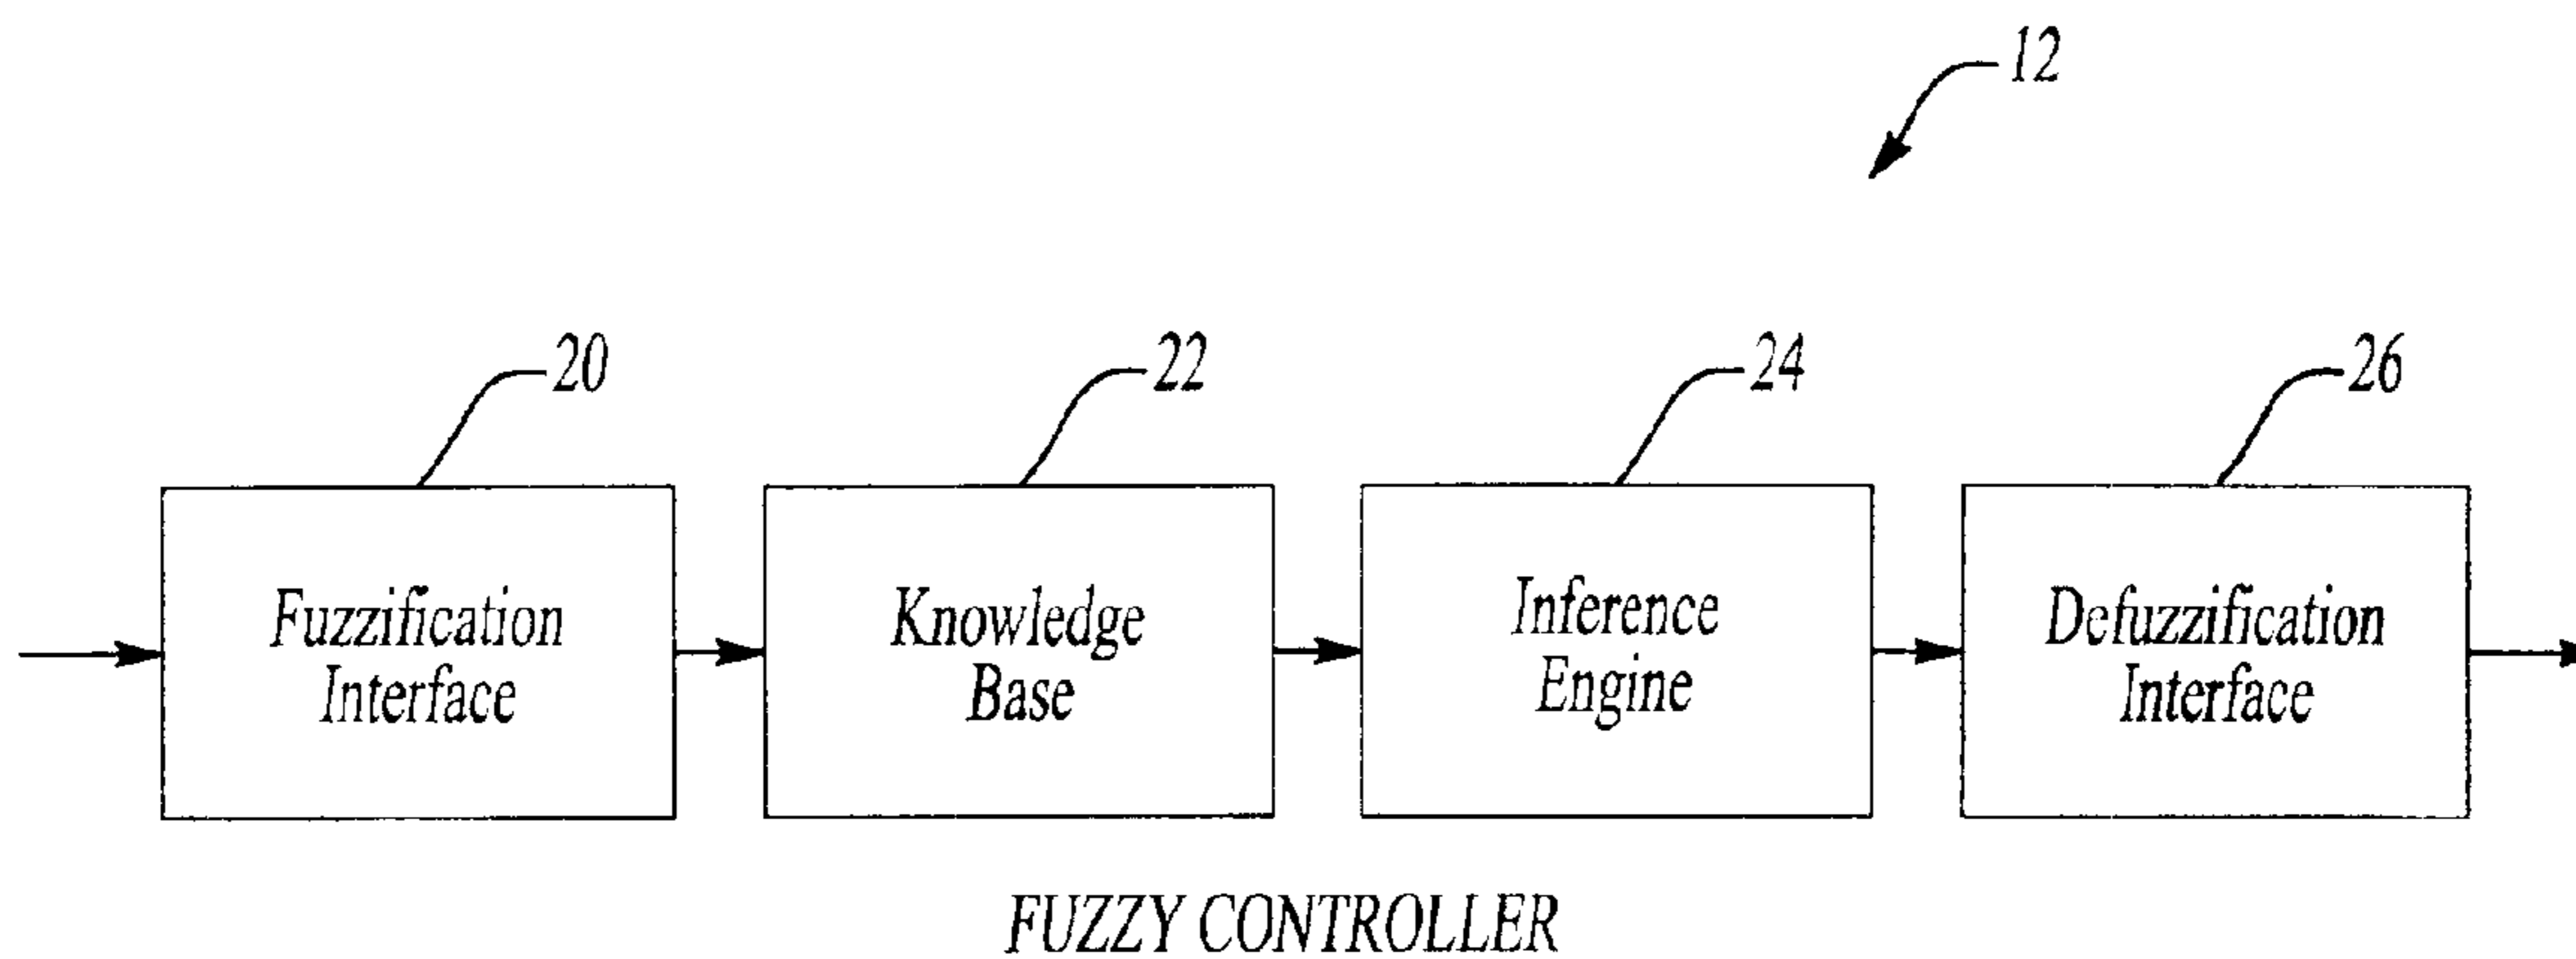 12
20
22
24
26
Fuzzification
Interface
Knowledge
Base
Inference
Engine
Defuzzification
Interface
FUZZY CONTROLLER